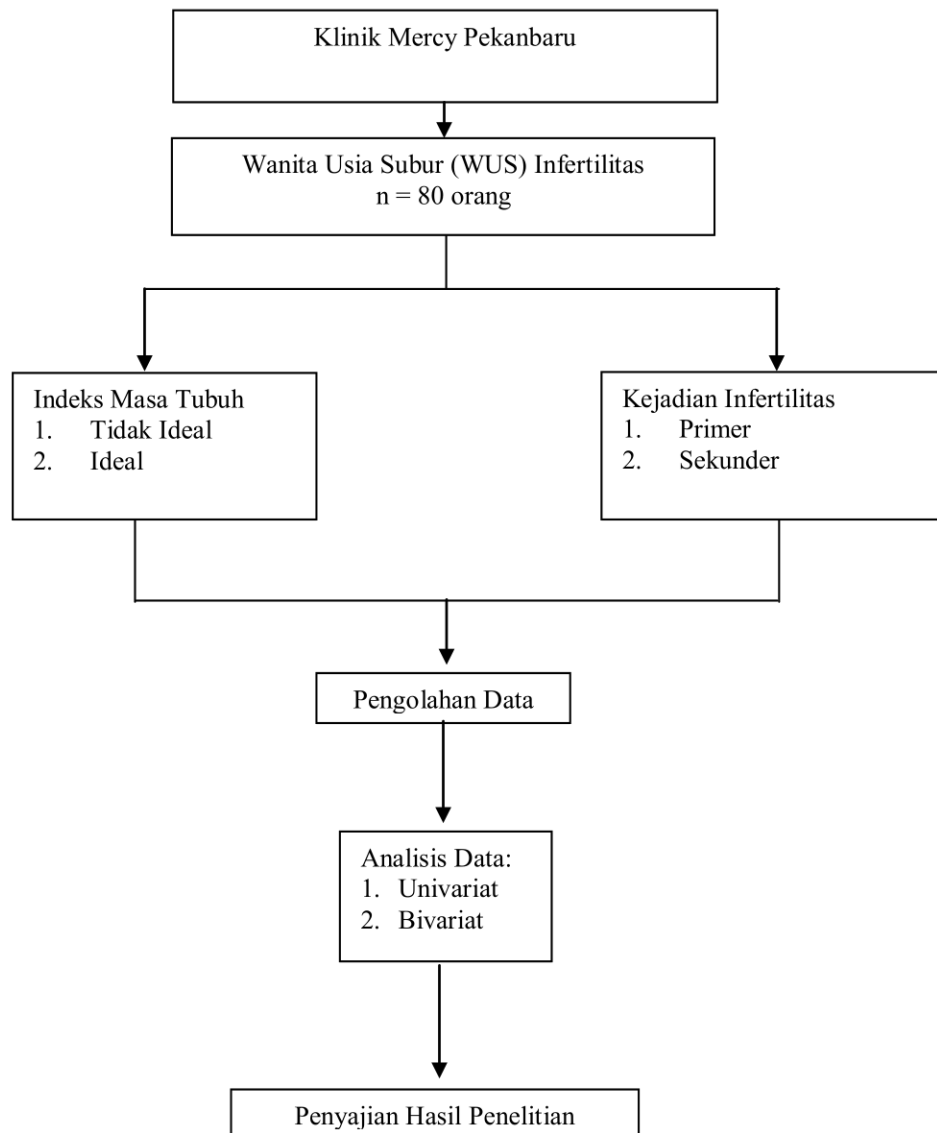 Klinik Mercy Pekanbaru
Wanita Usia Subur (WUS) Infertilitas
n = 80 orang
Indeks Masa Tubuh
1. Tidak Ideal
2. Ideal
Kejadian Infertilitas
1. Primer
2. Sekunder
Pengolahan Data
Analisis Data:
1. Univariat
2. Bivariat
Penyajian Hasil Penelitian